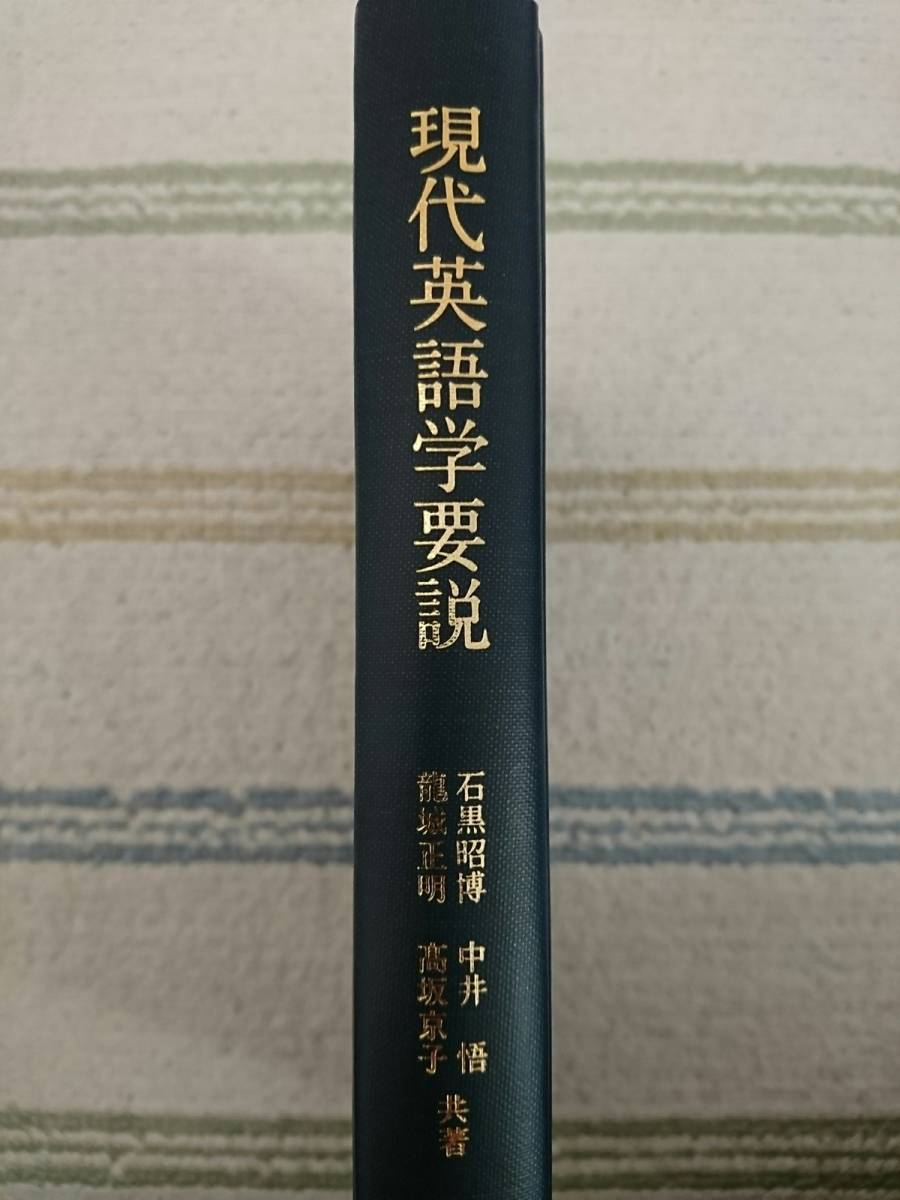 現代英語学要説
石黒昭博 中井 悟
龍城正明 髙坂京子
共著